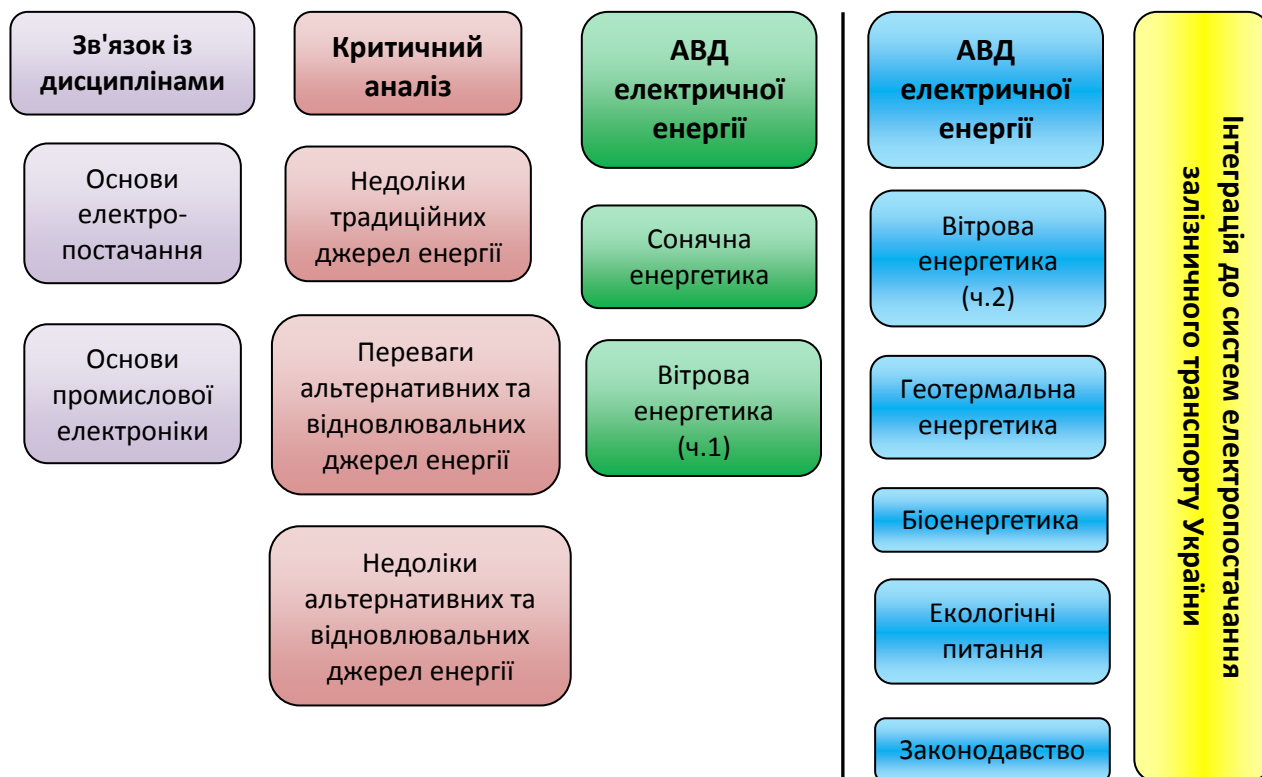 Зв'язок із
дисциплінами
Основи
електро-
постачання
Основи
промислової
електроніки
Критичний
аналіз
Недоліки
традиційних
джерел енергії
Переваги
альтернативних та
відновлювальних
джерел енергії
Недоліки
альтернативних та
відновлювальних
джерел енергії
АВД
електричної
енергії
Сонячна
енергетика
Вітрова
енергетика
(ч.1)
АВД
електричної
енергії
Вітрова
енергетика
(ч.2)
Геотермальна
енергетика
Біоенергетика
Екологічні
питання
Законодавство
Інтеграція до систем електропостачання
залізничного транспорту України